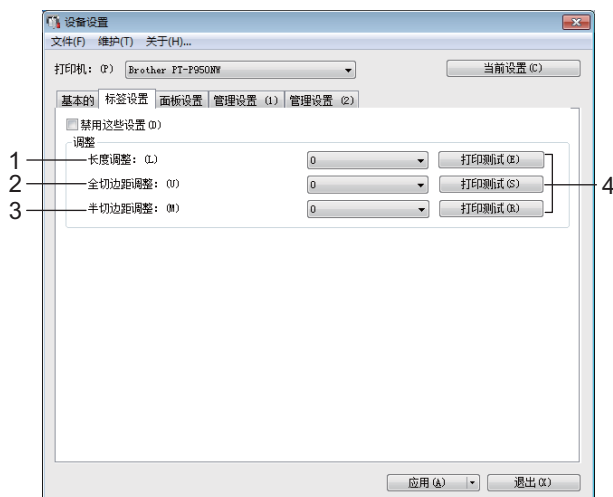 设备设置
文件(F) 维护(T) 关于(H)...
打印机: (P) Brother PT-P950NW 当前设置(C)
基本的 标签设置 面板设置 管理设置 (1) 管理设置 (2)
禁用这些设置(D)
调整
1 长度调整: (L) 0 打印测试(E)
2 全切边距调整: (U) 0 打印测试(S) 4
3 半切边距调整: (M) 0 打印测试(R)
应用(A) 退出(X)